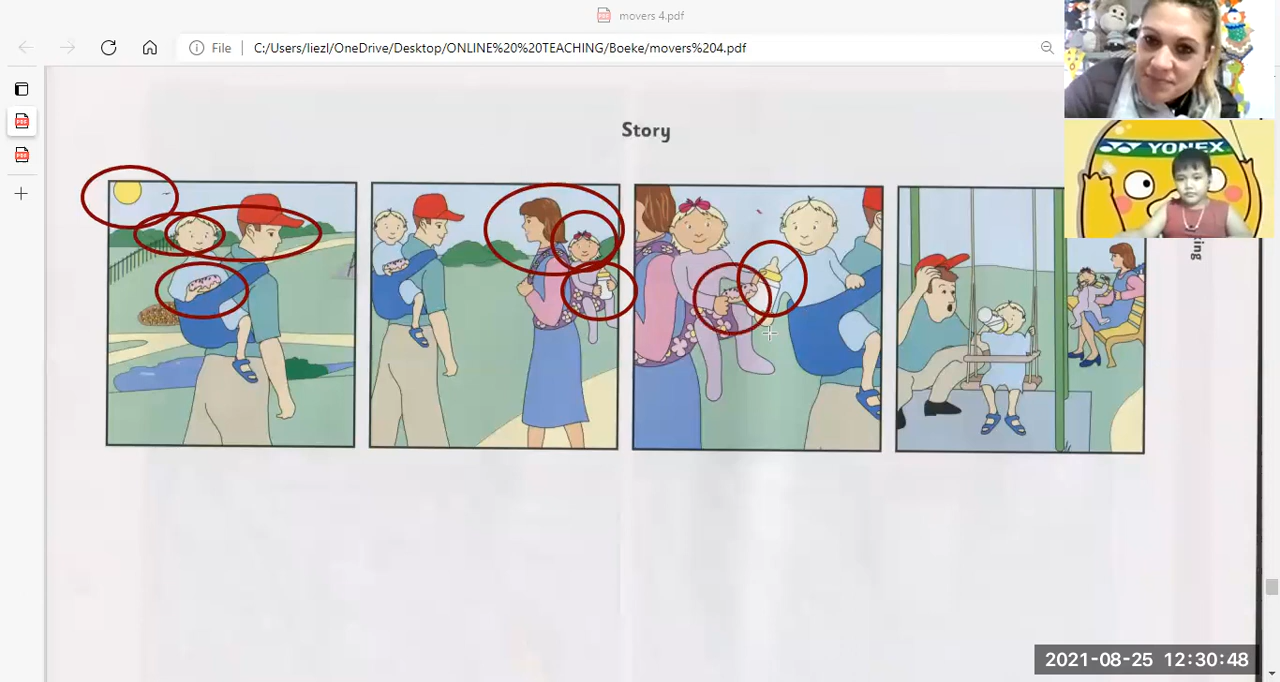 movers 4.pdf
File C:/Users/liezl/OneDrive/Desktop/ONLINE%20%20TEACHING/Boeke/movers%204.pdf
YONEX
Story
ing
2021-08-25 12:30:48